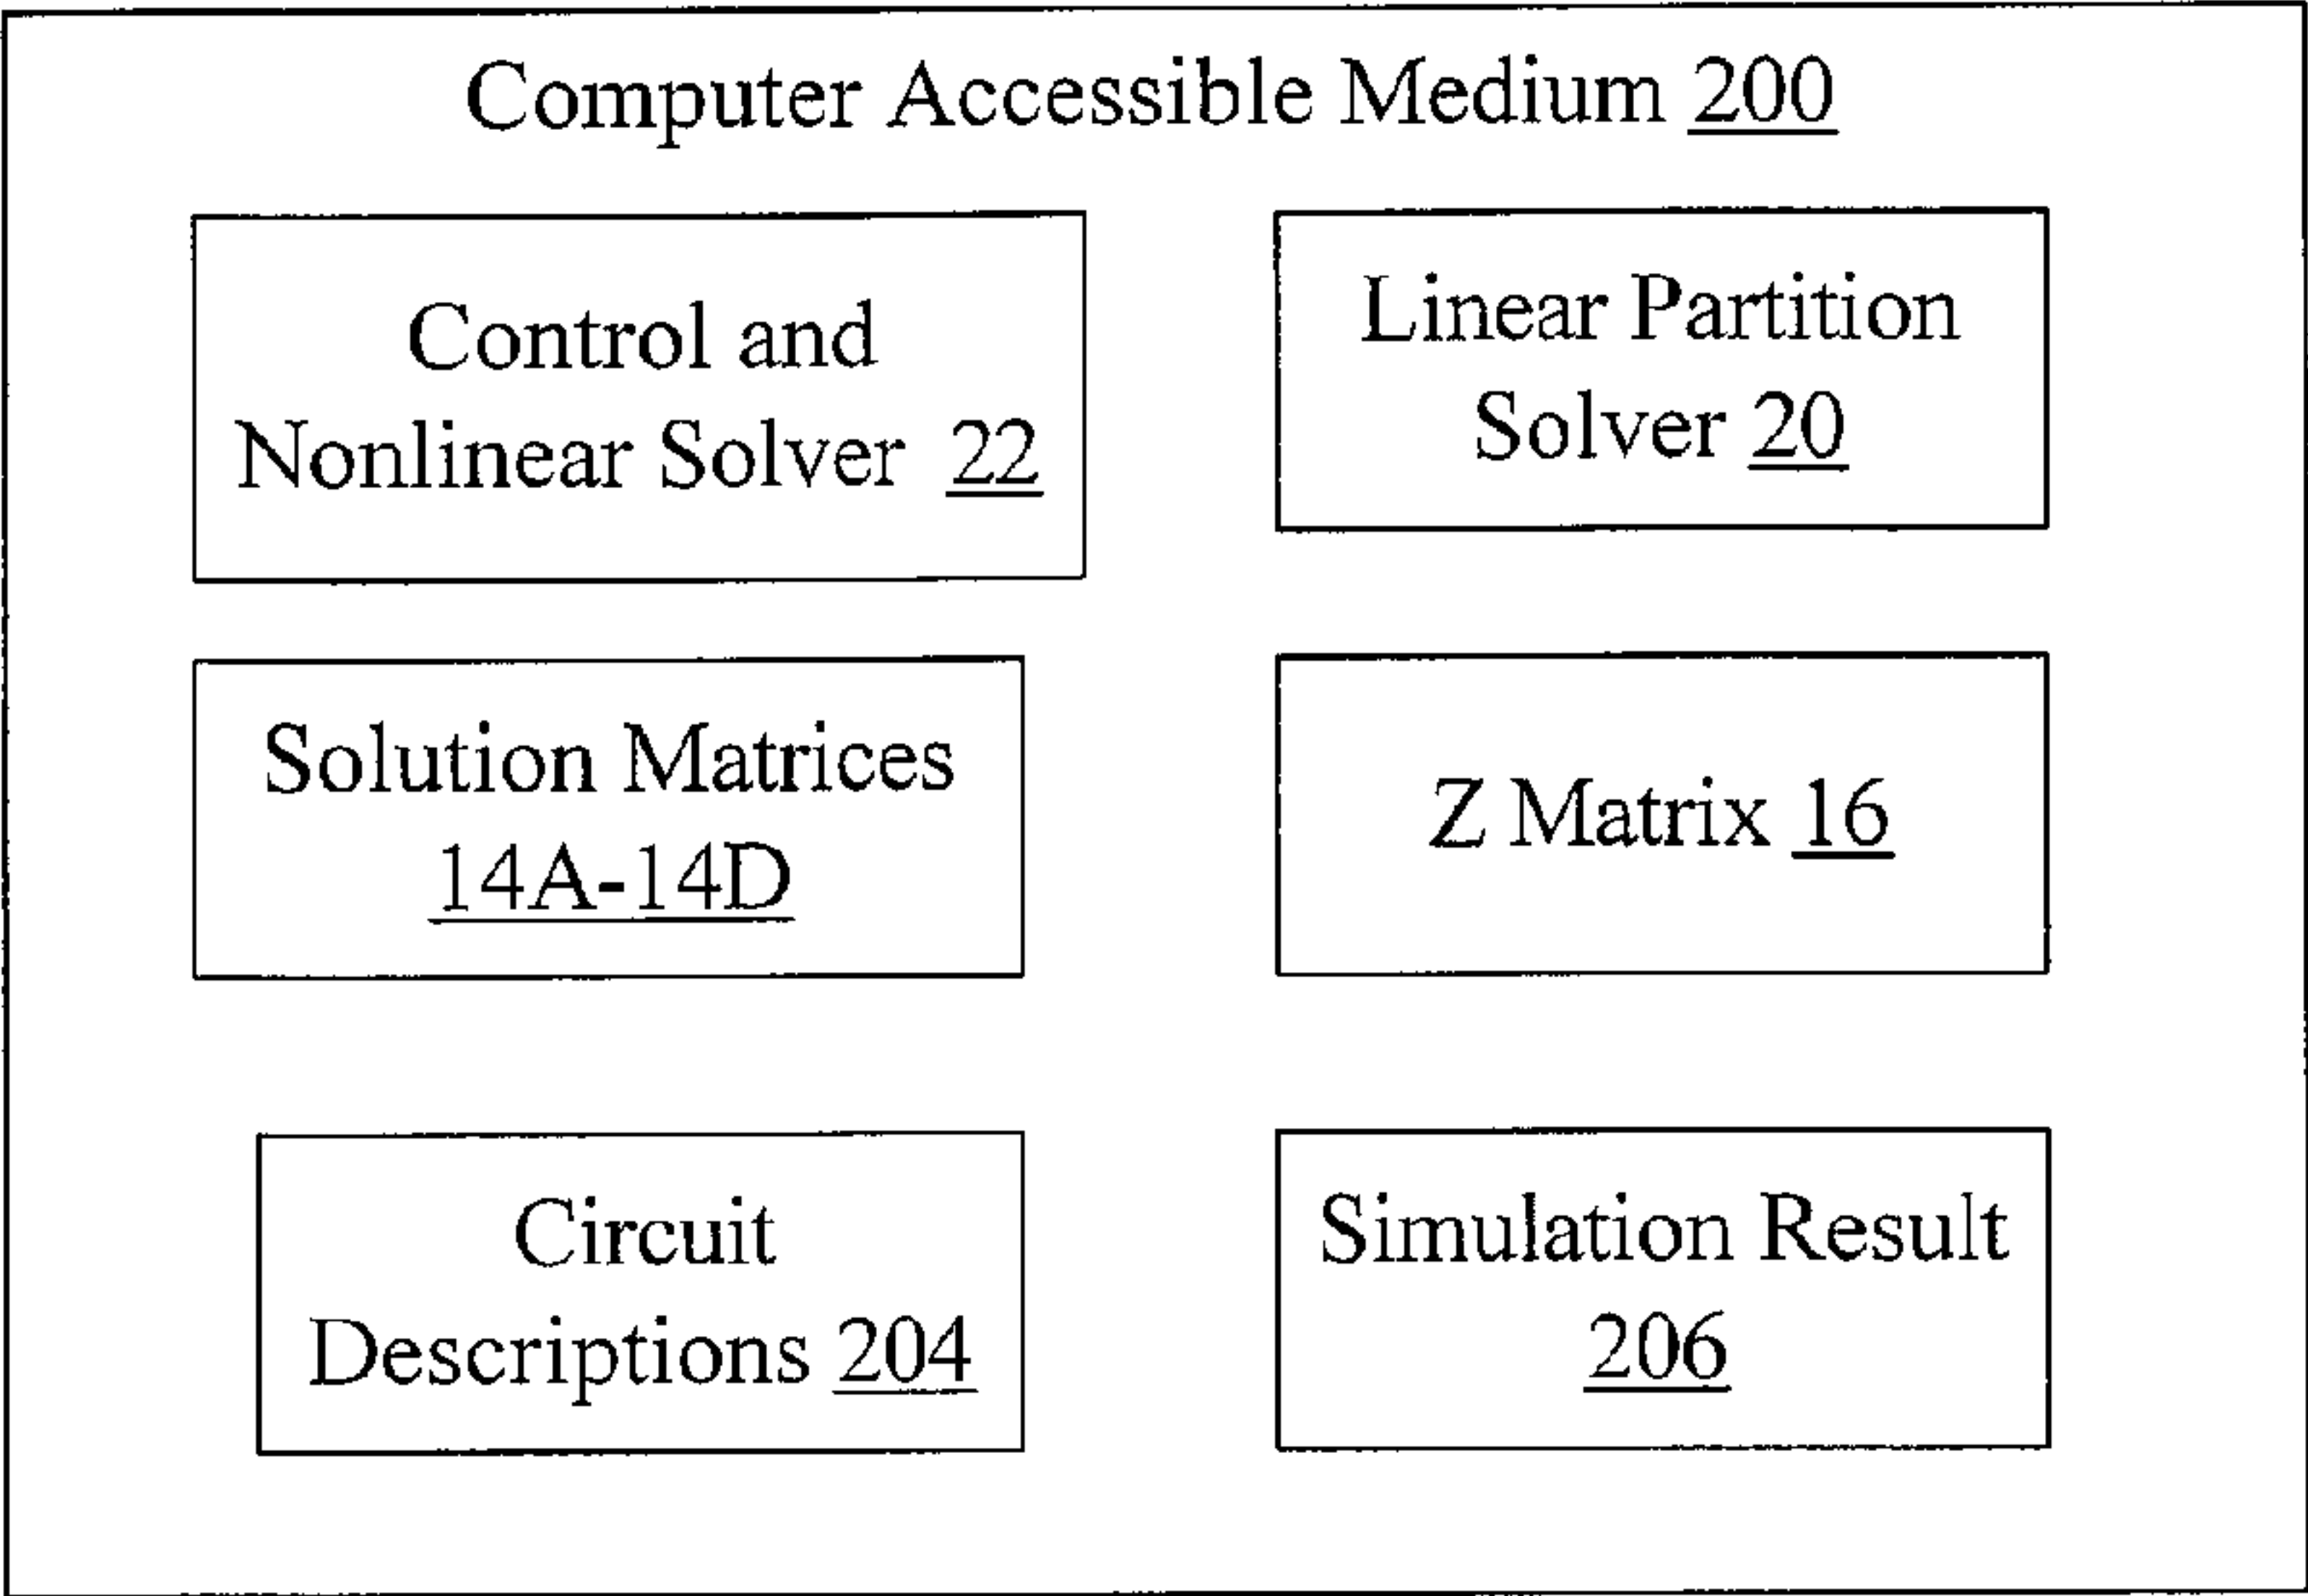 Computer Accessible Medium 200
Control and
Nonlinear Solver 22
Linear Partition
Solver 20
Solution Matrices
14A-14D
Z Matrix 16
Circuit
Descriptions 204
Simulation Result
206